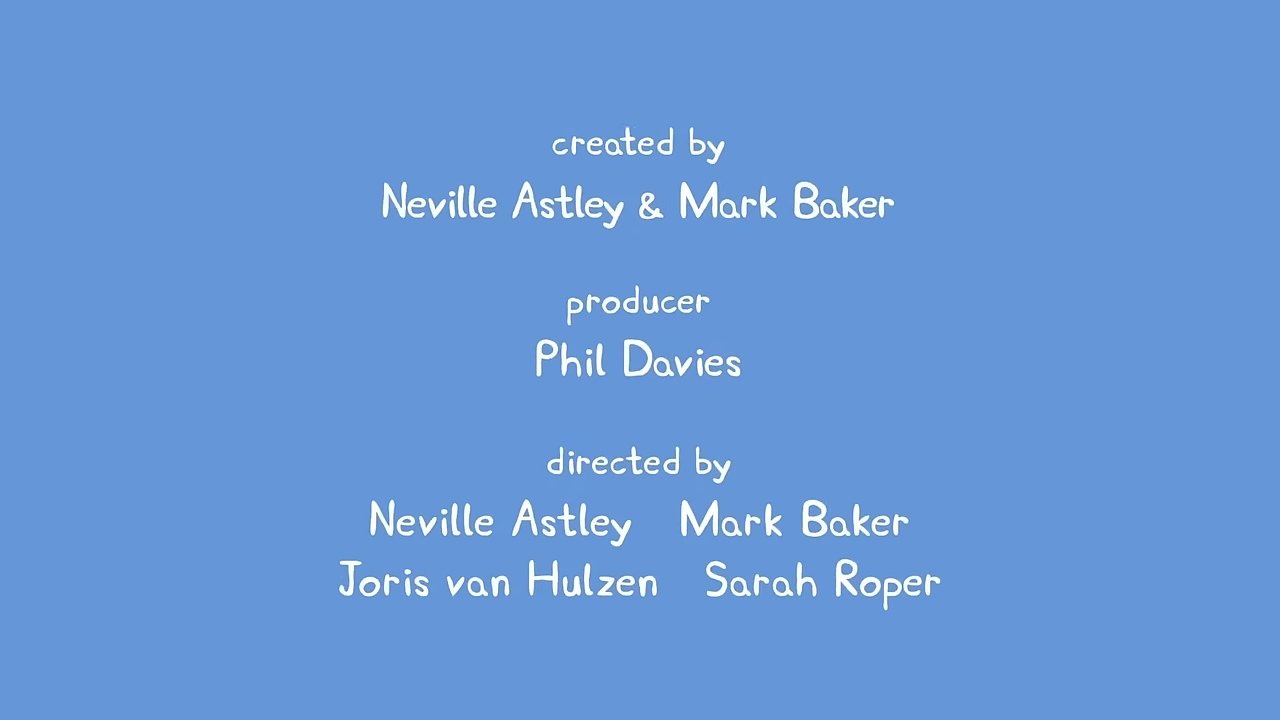 created by
Neville Astley & Mark Baker
producer
Phil Davies
directed by
Neville Astley Mark Baker
Joris van Hulzen Sarah Roper